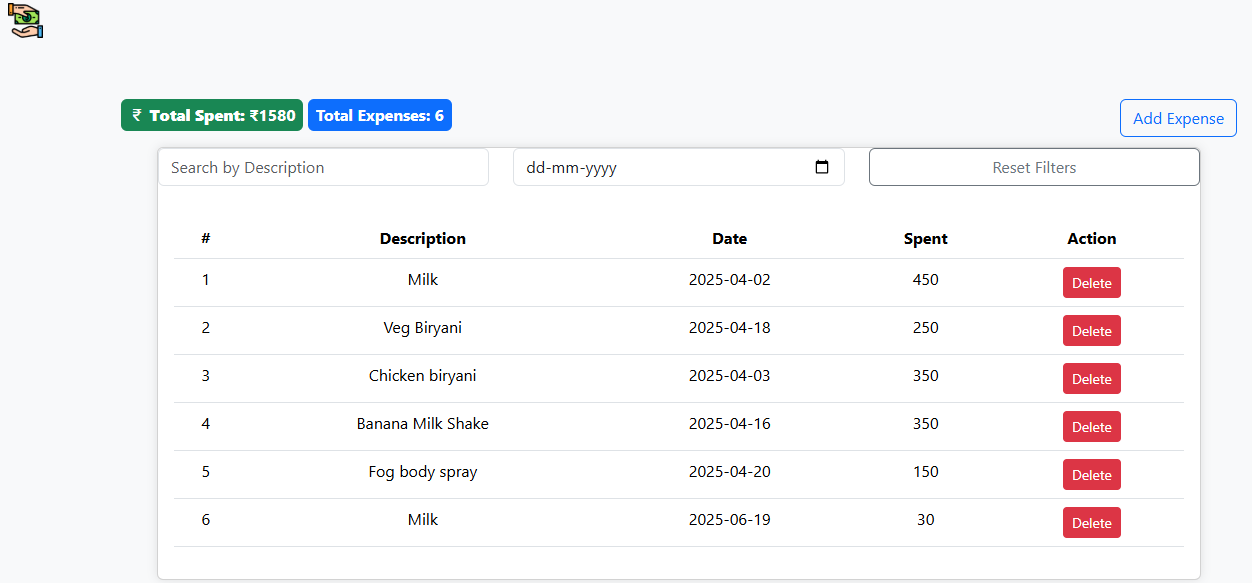 ₹ Total Spent: ₹1580 Total Expenses: 6 Add Expense
Search by Description dd-mm-yyyy Reset Filters
# Description Date Spent Action
1 Milk 2025-04-02 450 Delete
2 Veg Biryani 2025-04-18 250 Delete
3 Chicken biryani 2025-04-03 350 Delete
4 Banana Milk Shake 2025-04-16 350 Delete
5 Fog body spray 2025-04-20 150 Delete
6 Milk 2025-06-19 30 Delete